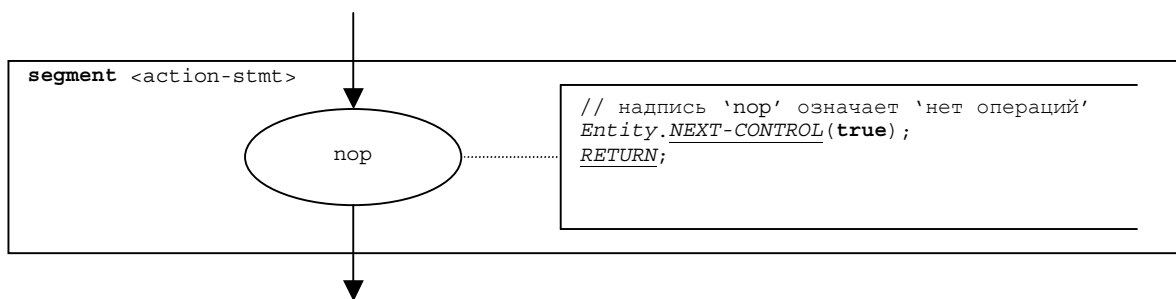 segment <action-stmt>
// надпись ‘nop’ означает ‘нет операций’
Entity.NEXT-CONTROL(true);
nop
RETURN;